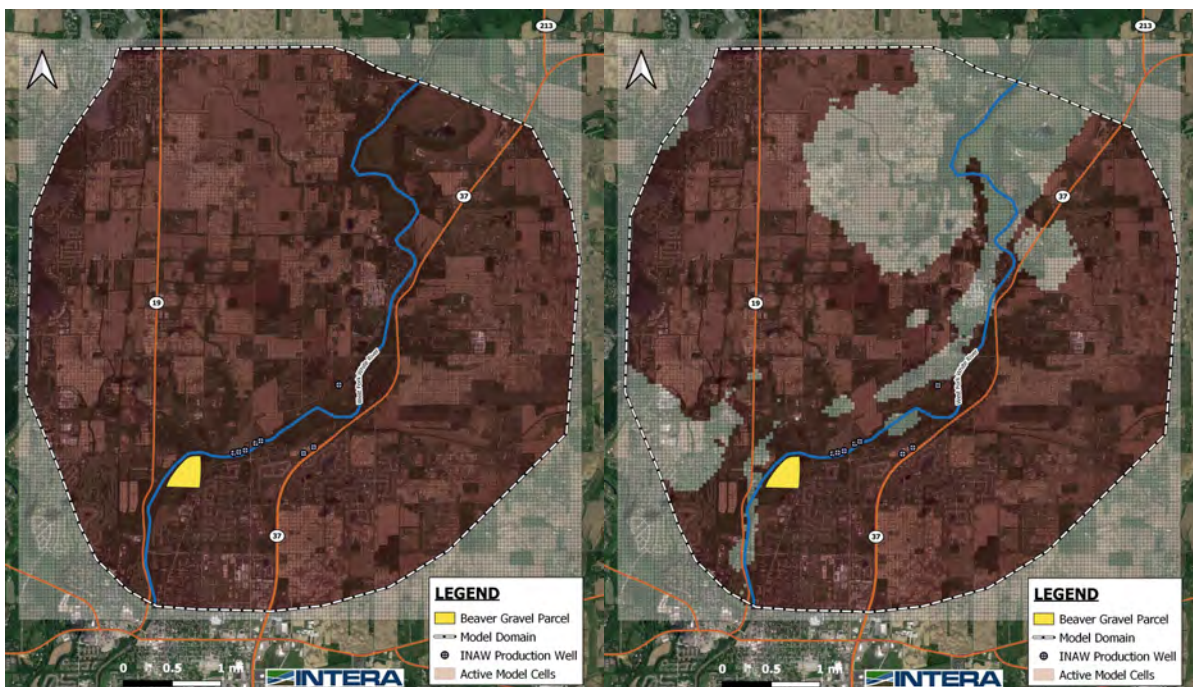 213
37
19
37
LEGEND
Beaver Gravel Parcel
Model Domain
INAW Production Well
Active Model Cells
0 0.5 1 mi
INTERA
213
37
19
37
LEGEND
Beaver Gravel Parcel
Model Domain
INAW Production Well
Active Model Cells
0 0.5 1 mi
INTERA